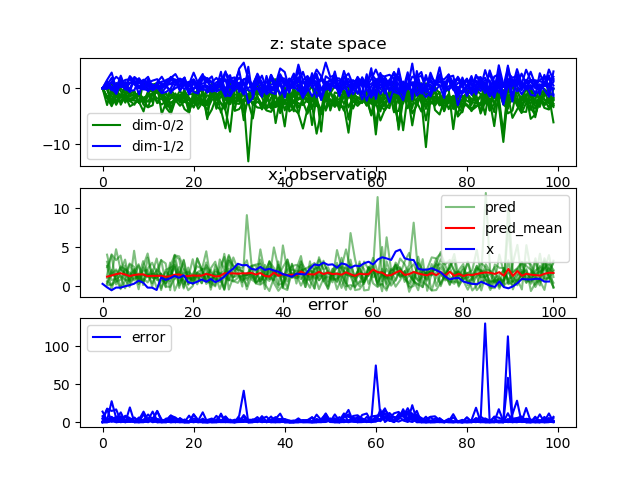 z: state space
0
−10
dim-0/2
dim-1/2
0 20 40 60 80 100
x: observation
10
5
0
pred
pred_mean
x
0 20 40 60 80 100
error
100
50
0
error
0 20 40 60 80 100